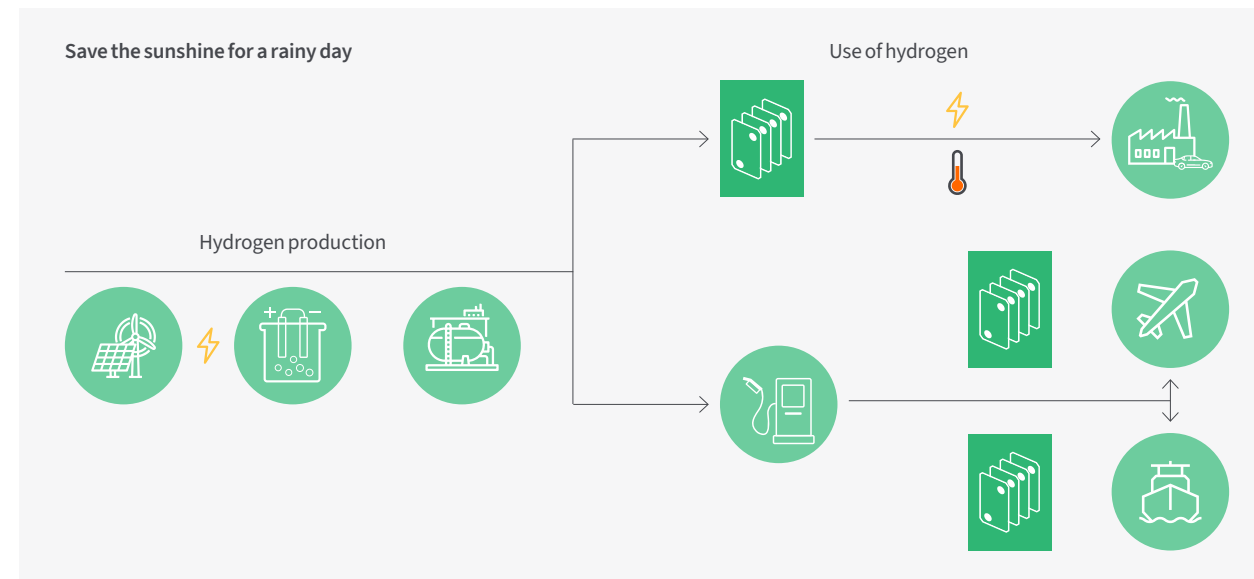 Save the sunshine for a rainy day
Use of hydrogen
Hydrogen production